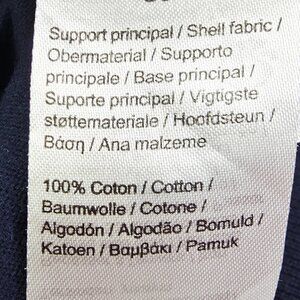 Support principal / Shell fabric /
Obermaterial / Supporto
principale / Base principal /
Suporte principal / Vigtigste
støttemateriale / Hoofdsteun /
Βάση / Ana malzeme
100% Coton / Cotton /
Baumwolle / Cotone /
Algodón / Algodão / Bomuld /
Katoen / Βαμβάκι / Pamuk